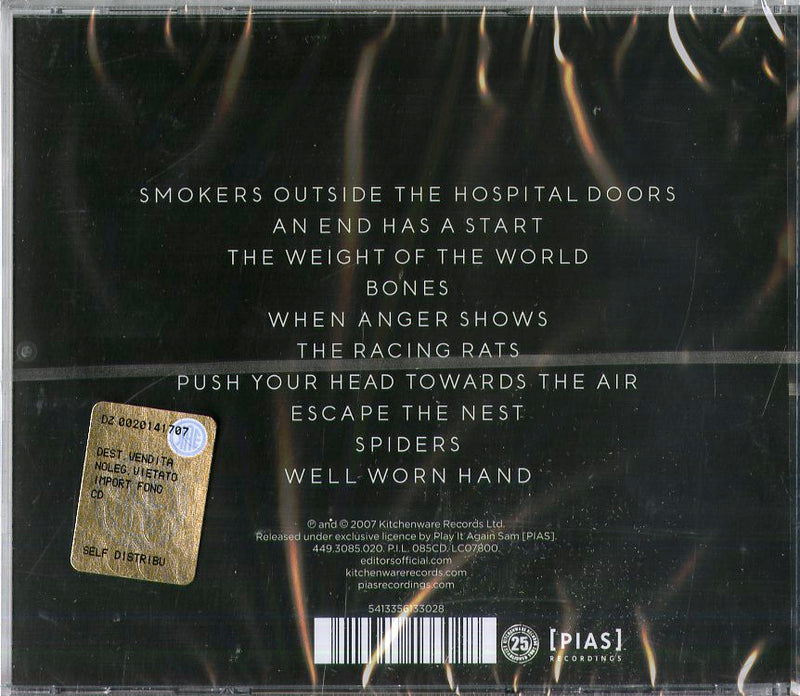 SMOKERS OUTSIDE THE HOSPITAL DOORS
AN END HAS A START
THE WEIGHT OF THE WORLD
BONES
WHEN ANGER SHOWS
THE RACING RATS
PUSH YOUR HEAD TOWARDS THE AIR
ESCAPE THE NEST
SPIDERS
WELL WORN HAND
DZ 0020141707
DEST.VENDITA
NOLEG.VIETATO
IMPORT FONO
CD
SELF DISTRIBU
℗ and © 2007 Kitchenware Records Ltd.
Released under exclusive licence by Play It Again Sam [PIAS].
449.3085.020. P.I.L. 085CD. LC07800.
editorsofficial.com
kitchenwarerecords.com
piasrecordings.com
5413356133028
25
[PIAS]
RECORDINGS